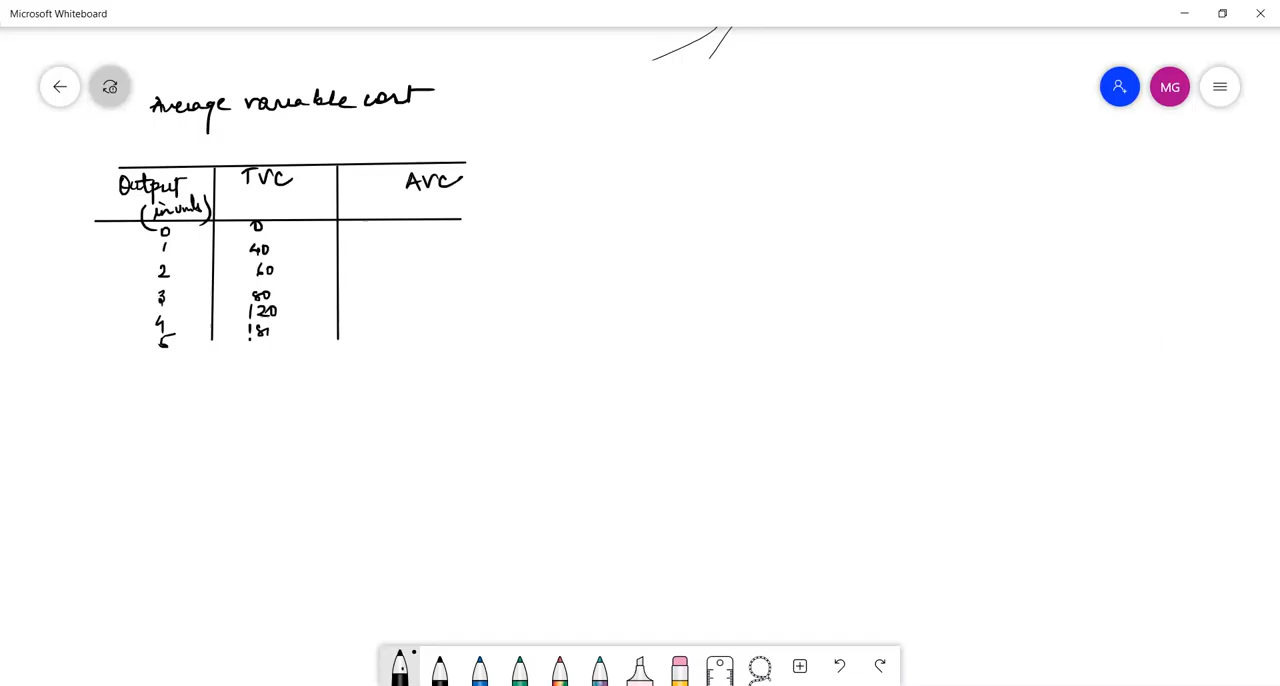 Microsoft Whiteboard
MG
Average variable cost
Output TVC AVC
(in units)
0 0
1 40
2 60
3 80
4 120
5